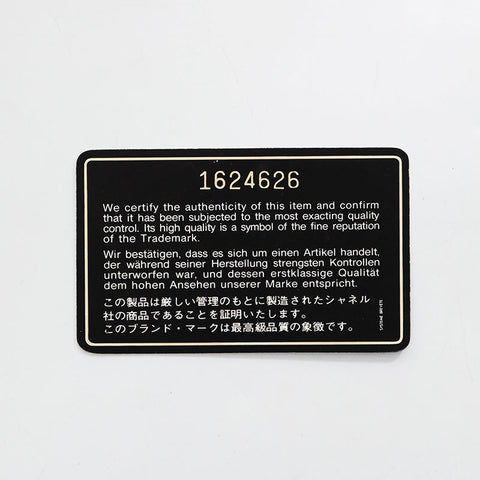 1624626
We certify the authenticity of this item and confirm
that it has been subjected to the most exacting quality
control. Its high quality is a symbol of the fine reputation
of the Trademark.
Wir bestätigen, dass es sich um einen Artikel handelt,
der während seiner Herstellung strengsten Kontrollen
unterworfen war, und dessen erstklassige Qualität
dem hohen Ansehen unserer Marke entspricht.
この製品は厳しい管理のもとに製造されたシャネル
社の商品であることを証明いたします。
このブランド・マークは最高級品質の象徴です。